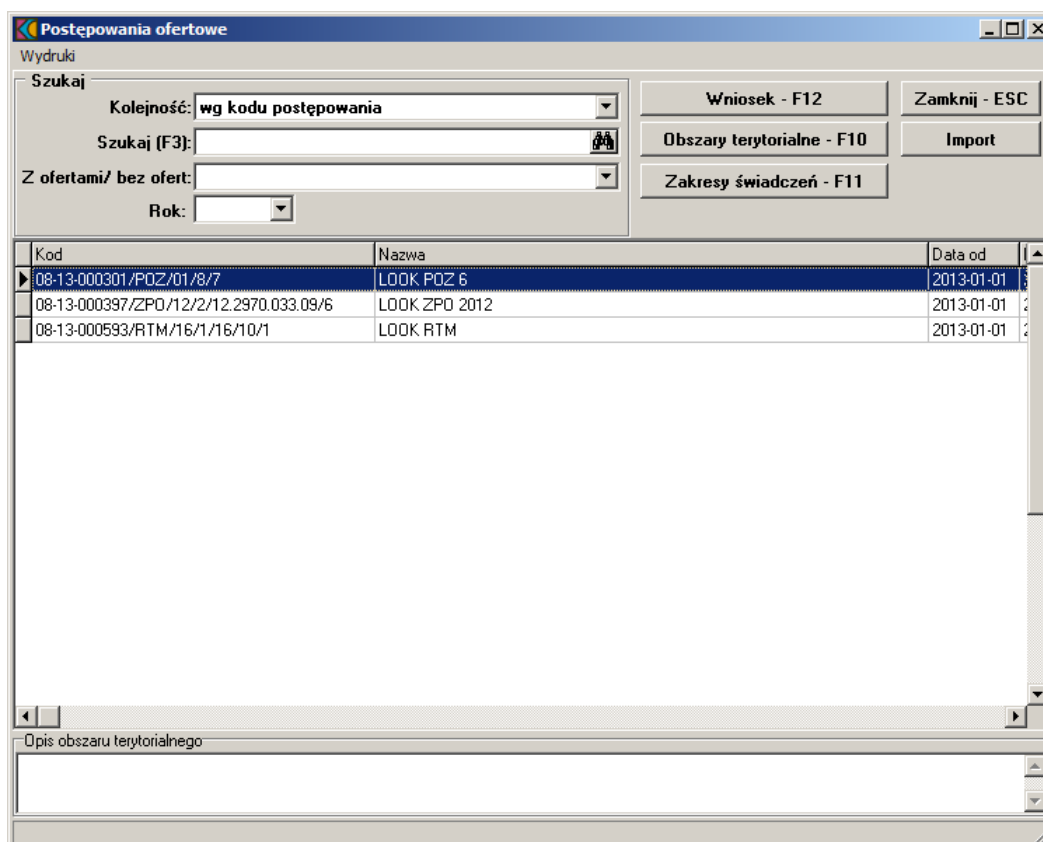 Postępowania ofertowe
Wydruki
Szukaj
Kolejność: wg kodu postępowania
Szukaj (F3):
Z ofertami/ bez ofert:
Rok:
Wniosek - F12
Zamknij - ESC
Obszary terytorialne - F10
Import
Zakresy świadczeń - F11
Kod Nazwa Data od
08-13-000301/POZ/01/8/7 LOOK POZ 6 2013-01-01
08-13-000397/ZPO/12/2/12.2970.033.09/6 LOOK ZPO 2012 2013-01-01
08-13-000593/RTM/16/1/16/10/1 LOOK RTM 2013-01-01
Opis obszaru terytorialnego